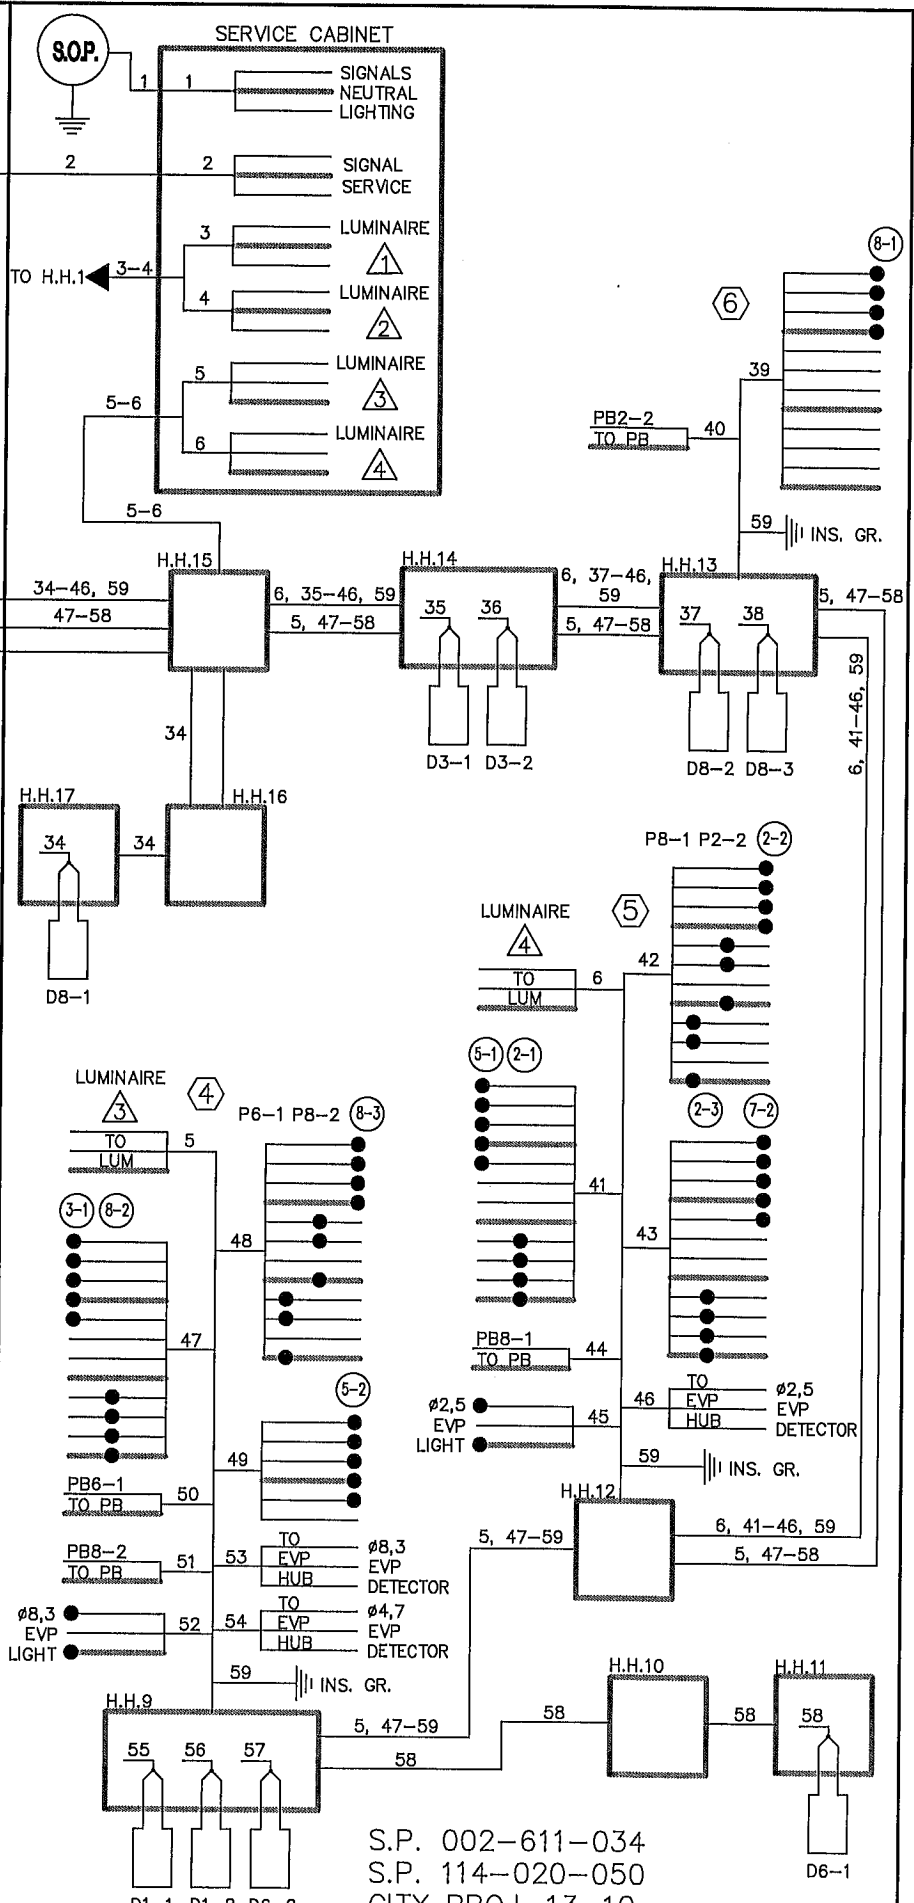 SERVICE CABINET
S.O.P.
1
1
SIGNALS
NEUTRAL
LIGHTING
2
2
SIGNAL
SERVICE
3
LUMINAIRE
1
TO H.H.1
3-4
4
LUMINAIRE
2
5
LUMINAIRE
3
5-6
6
LUMINAIRE
4
5-6
8-1
6
39
PB2-2
TO PB
40
59
INS. GR.
H.H.15
34-46, 59
47-58
6, 35-46, 59
5, 47-58
H.H.14
35
36
D3-1
D3-2
6, 37-46,
59
5, 47-58
H.H.13
37
38
D8-2
D8-3
5, 47-58
6, 41-46, 59
34
H.H.17
34
34
H.H.16
D8-1
P8-1 P2-2
2-2
LUMINAIRE
4
5
TO
LUM
6
42
5-1
2-1
41
2-3
7-2
43
PB8-1
TO PB
44
ø2,5
EVP
LIGHT
45
46
TO
EVP
HUB
ø2,5
EVP
DETECTOR
59
INS. GR.
LUMINAIRE
3
4
TO
LUM
5
P6-1 P8-2
8-3
3-1
8-2
48
47
5-2
49
PB6-1
TO PB
50
PB8-2
TO PB
51
53
TO
EVP
HUB
ø8,3
EVP
DETECTOR
ø8,3
EVP
LIGHT
52
54
TO
EVP
HUB
ø4,7
EVP
DETECTOR
59
INS. GR.
H.H.12
5, 47-59
6, 41-46, 59
5, 47-58
H.H.9
55
56
57
5, 47-59
58
58
H.H.10
58
H.H.11
58
D6-1
S.P. 002-611-034
S.P. 114-020-050